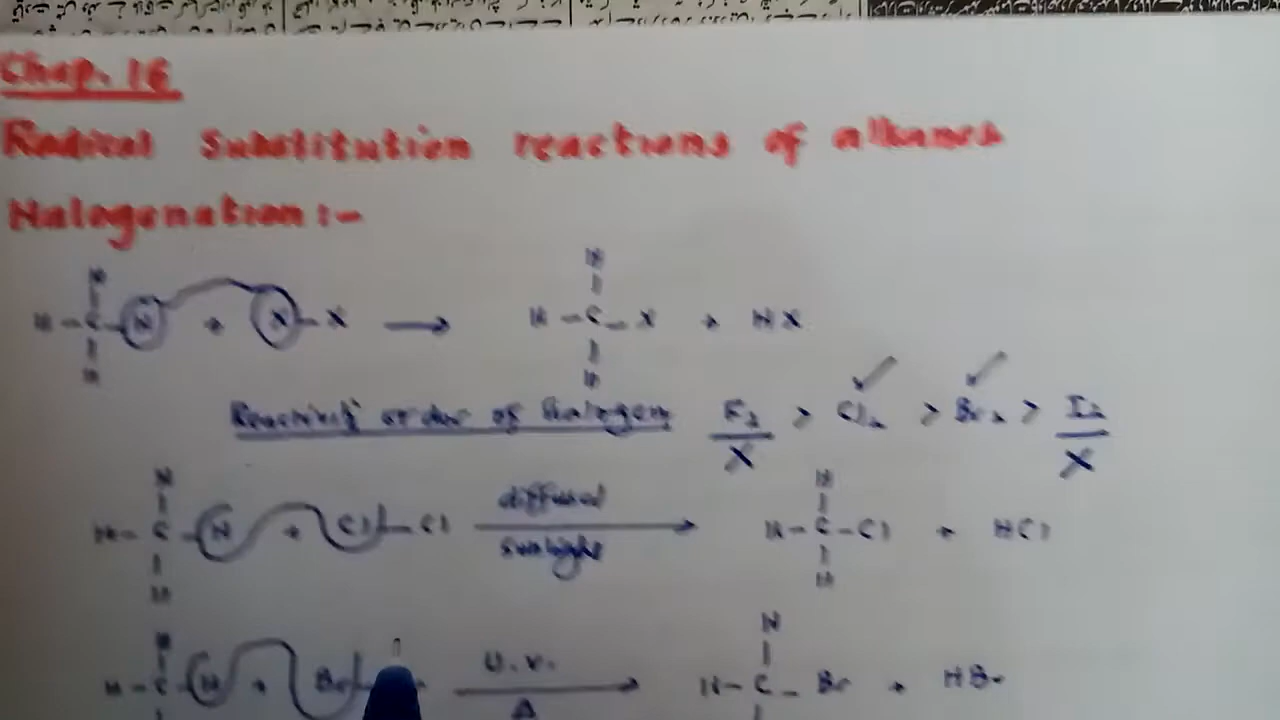 Chap. 16
Radical Substitution reactions of alkanes
Halogenation :-
H
H - C - H + X - X → H - C - X + HX
H
Reactivity order of Halogens F2 > Cl2 > Br2 > I2
X X
H
H - C - H + Cl - Cl diffused sunlight → H - C - Cl + HCl
H
H
H - C - H + Br U.V. Δ → H - C - Br + HBr